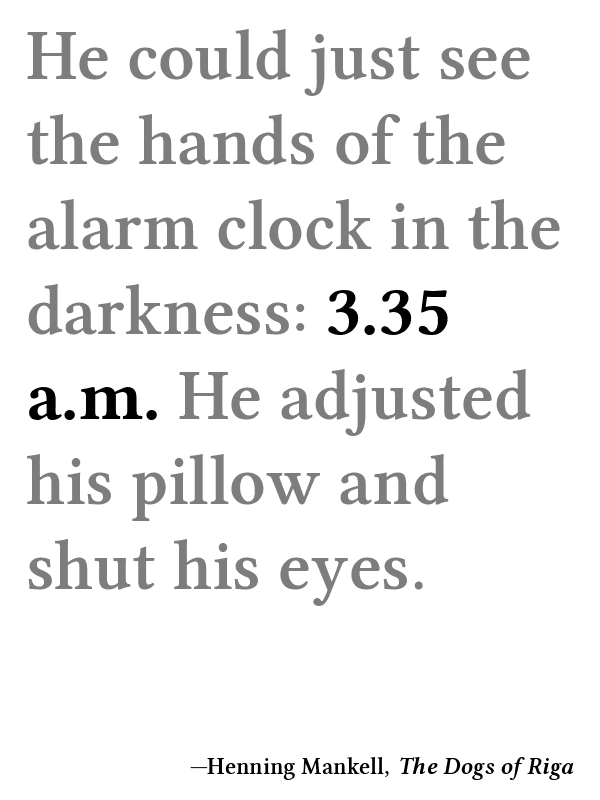 He could just see
the hands of the
alarm clock in the
darkness: 3.35
a.m. He adjusted
his pillow and
shut his eyes.
—Henning Mankell, The Dogs of Riga